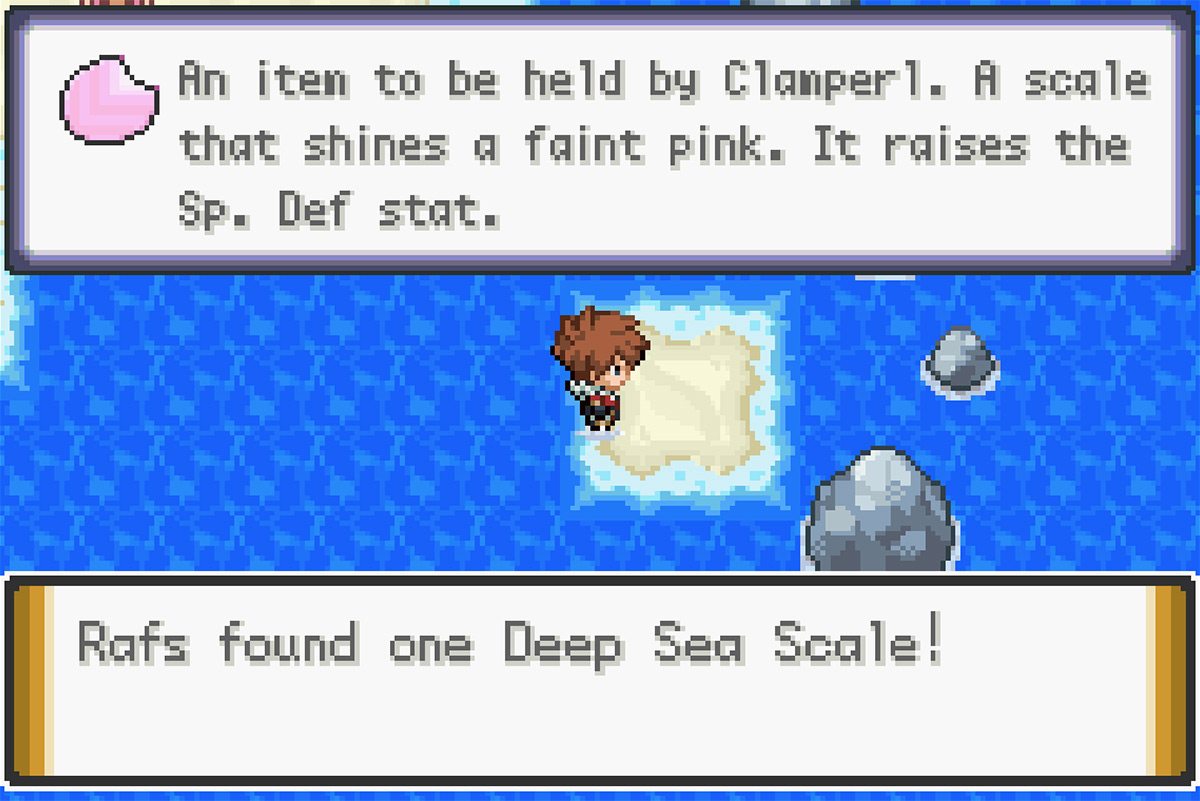 An item to be held by Clamperl. A scale
that shines a faint pink. It raises the
Sp. Def stat.
Rafs found one Deep Sea Scale!